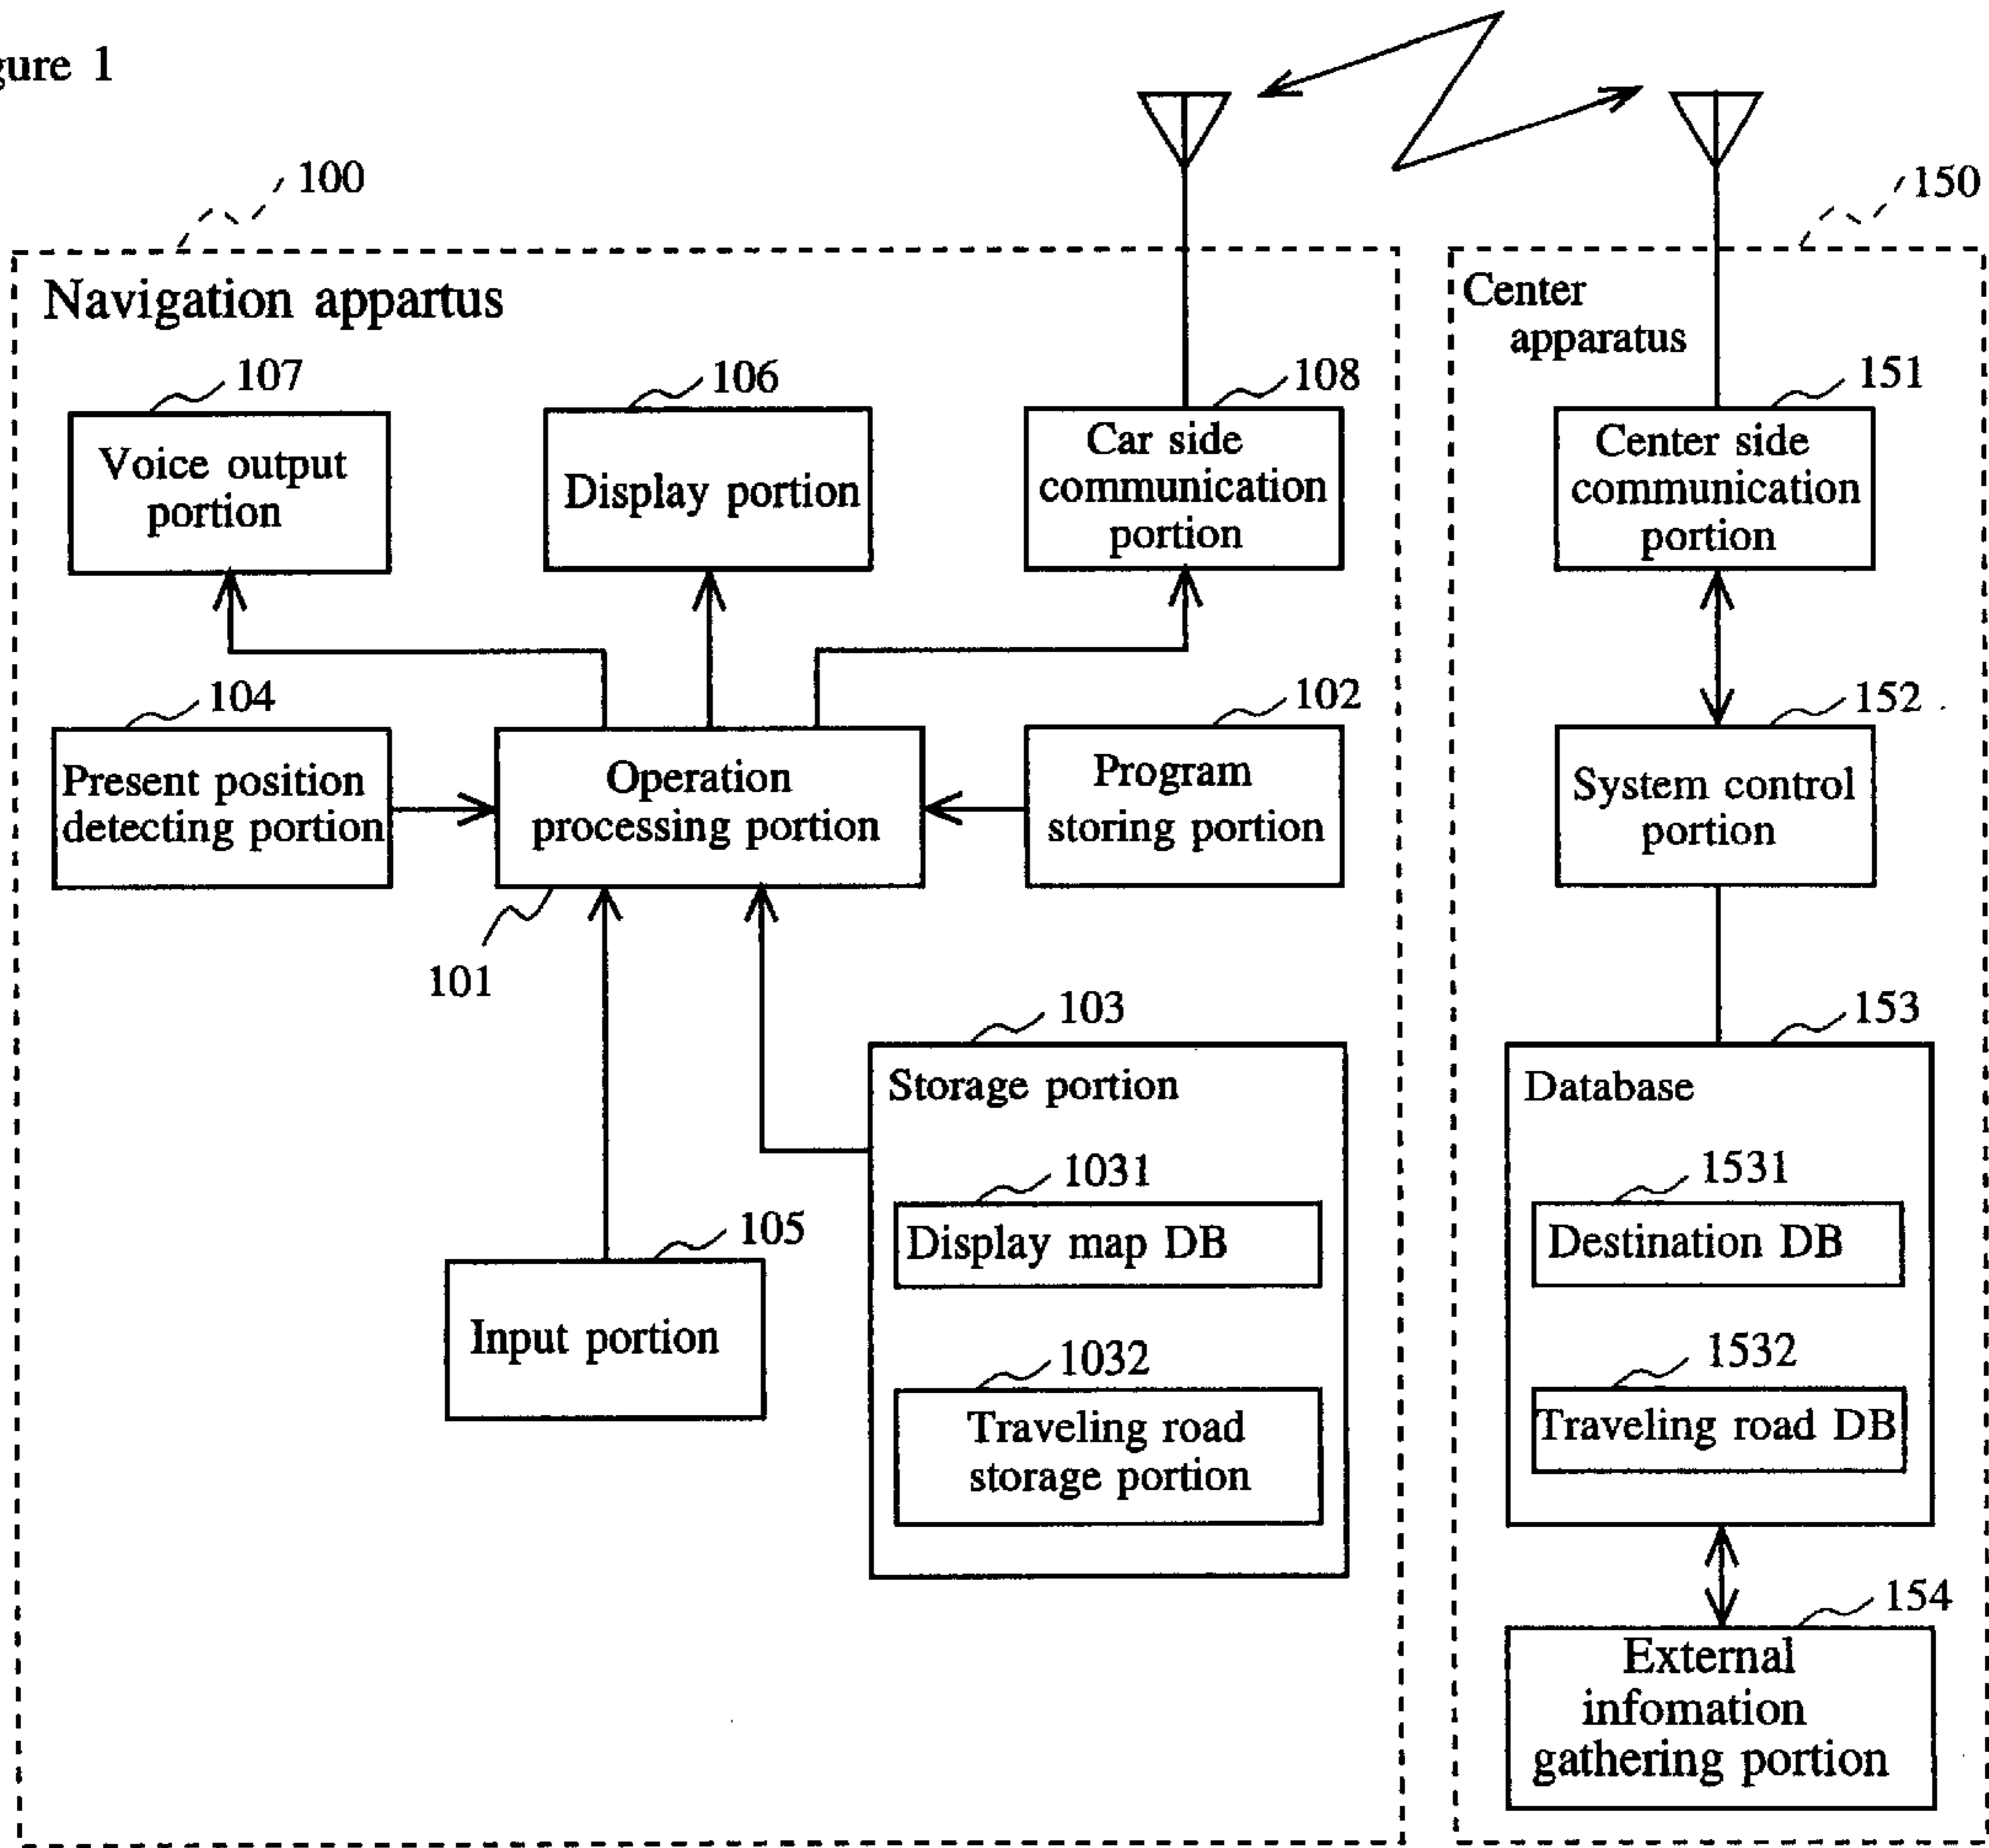 gure 1
100
150
Navigation appartus
Center
apparatus
107
106
108
151
Voice output
portion
Display portion
Car side
communication
portion
Center side
communication
portion
104
102
152
Present position
detecting portion
Operation
processing portion
Program
storing portion
System control
portion
101
103
153
Storage portion
Database
1031
1531
Display map DB
Destination DB
105
Input portion
1032
1532
Traveling road
storage portion
Traveling road DB
154
External
infomation
gathering portion